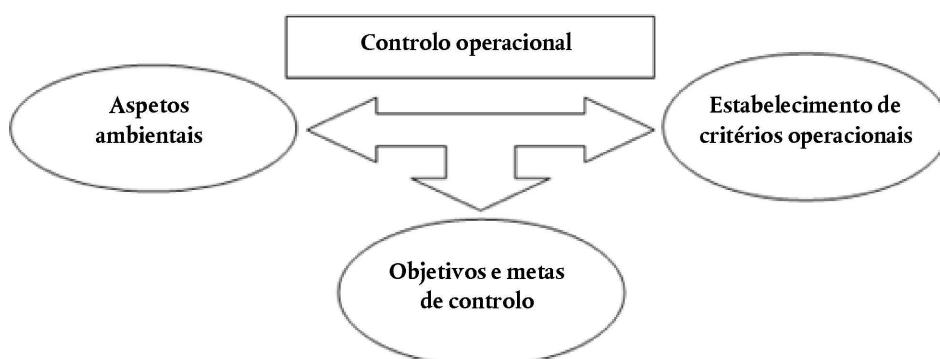 Controlo operacional
Aspetos
ambientais
Estabelecimento de
critérios operacionais
Objetivos e metas
de controlo